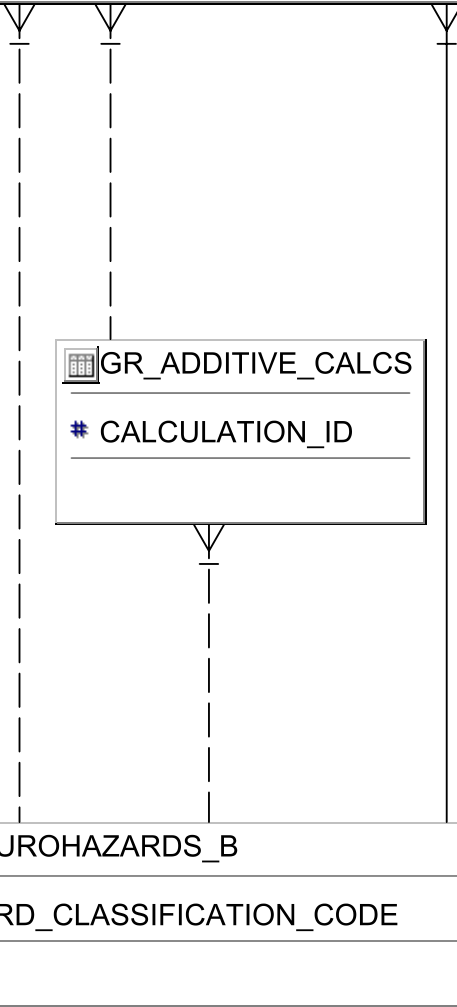 GR_ADDITIVE_CALCS
# CALCULATION_ID
UROHAZARDS_B
RD_CLASSIFICATION_CODE